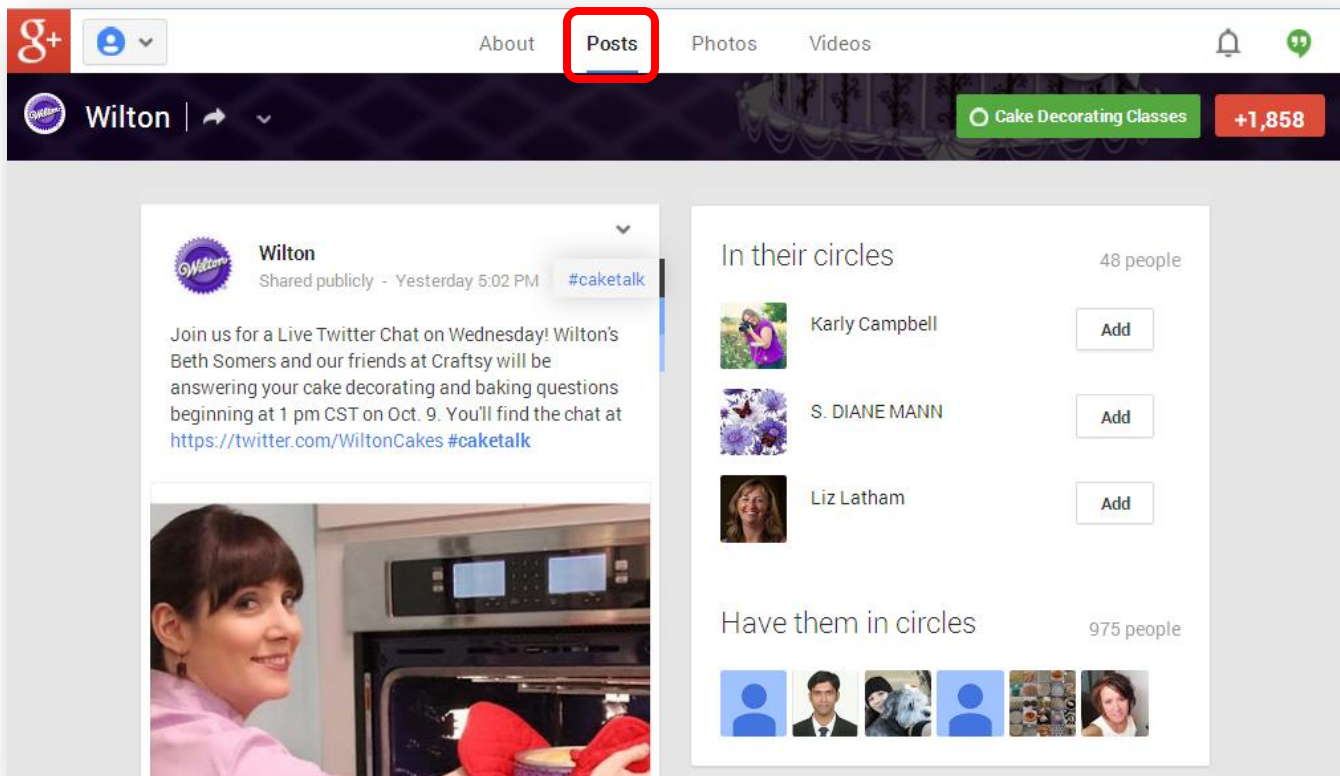 g+
About Posts Photos Videos
Wilton
Cake Decorating Classes
+1,858
Wilton
Wilton
Wilton
Shared publicly - Yesterday 5:02 PM
#caketalk
Join us for a Live Twitter Chat on Wednesday! Wilton's
Beth Somers and our friends at Craftsy will be
answering your cake decorating and baking questions
beginning at 1 pm CST on Oct. 9. You'll find the chat at
https://twitter.com/WiltonCakes #caketalk
In their circles
48 people
Karly Campbell
Add
S. DIANE MANN
Add
Liz Latham
Add
Have them in circles
975 people